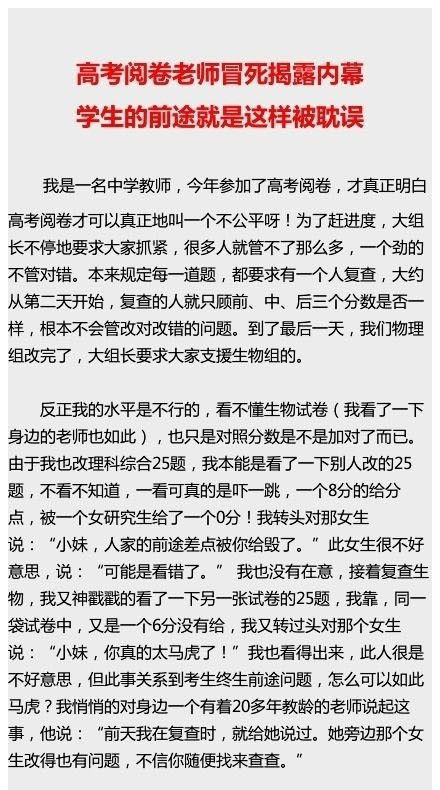 高考阅卷老师冒死揭露内幕
学生的前途就是这样被耽误
我是一名中学教师，今年参加了高考阅卷，才真正明白
高考阅卷才可以真正地叫一个不公平呀！为了赶进度，大组
长不停地要求大家抓紧，很多人就管不了那么多，一个劲的
不管对错。本来规定每一道题，都要求有一个人复查，大约
从第二天开始，复查的人就只顾前、中、后三个分数是否一
样，根本不会管改对改错的问题。到了最后一天，我们物理
组改完了，大组长要求大家支援生物组的。
反正我的水平是不行的，看不懂生物试卷（我看了一下
身边的老师也如此），也只是对照分数是不是加对了而已。
由于我也改理科综合25题，我本能是看了一下别人改的25
题，不看不知道，一看可真的是吓一跳，一个8分的给分
点，被一个女研究生给了一个0分！我转头对那女生
说：“小妹，人家的前途差点被你给毁了。”此女生很不好
意思，说：“可能是看错了。” 我也没有在意，接着复查生
物，我又神戳戳的看了一下另一张试卷的25题，我靠，同一
袋试卷中，又是一个6分没有给，我又转过头对那个女生
说：“小妹，你真的太马虎了！”我也看得出来，此人很是
不好意思，但此事关系到考生终生前途问题，怎么可以如此
马虎？我悄悄的对身边一个有着20多年教龄的老师说起这
事，他说：“前天我在复查时，就给她说过。她旁边那个女
生改得也有问题，不信你随便找来查查。”